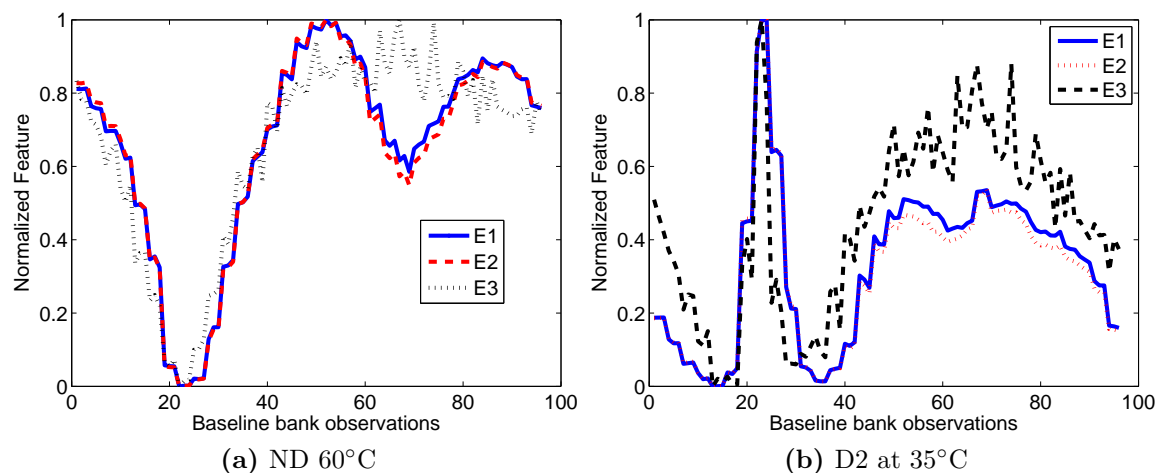 1
0.8
0.6
0.4
0.2
0
Normalized Feature
E1
E2
E3
0 20 40 60 80 100
Baseline bank observations
(a) ND 60°C
1
0.8
0.6
0.4
0.2
0
Normalized Feature
E1
E2
E3
0 20 40 60 80 100
Baseline bank observations
(b) D2 at 35°C